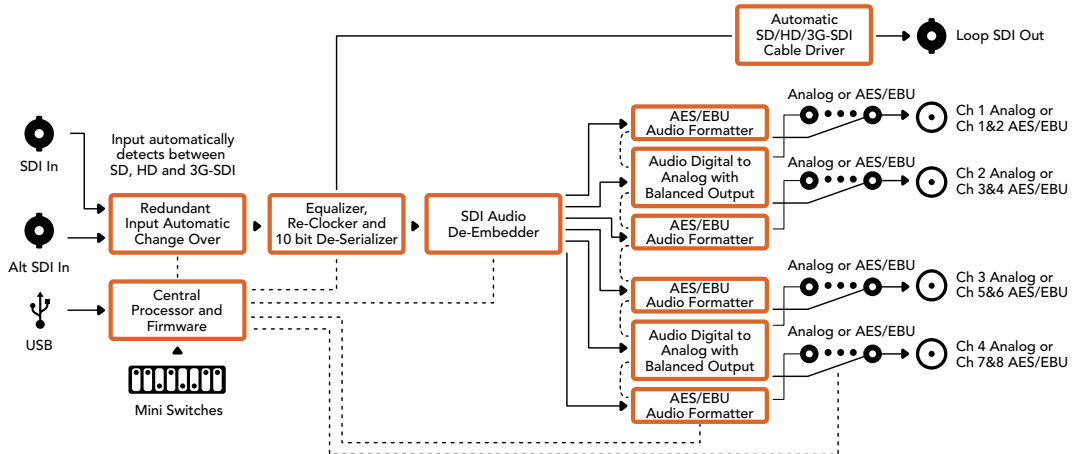 Automatic
SD/HD/3G-SDI
Cable Driver
Loop SDI Out
SDI In
Input automatically
detects between
SD, HD and 3G-SDI
Alt SDI In
Redundant
Input Automatic
Change Over
Equalizer,
Re-Clocker and
10 bit De-Serializer
SDI Audio
De-Embedder
USB
Central
Processor and
Firmware
Mini Switches
AES/EBU
Audio Formatter
Audio Digital to
Analog with
Balanced Output
AES/EBU
Audio Formatter
AES/EBU
Audio Formatter
Audio Digital to
Analog with
Balanced Output
AES/EBU
Audio Formatter
Analog or AES/EBU
Ch 1 Analog or
Ch 1&2 AES/EBU
Analog or AES/EBU
Ch 2 Analog or
Ch 3&4 AES/EBU
Analog or AES/EBU
Ch 3 Analog or
Ch 5&6 AES/EBU
Analog or AES/EBU
Ch 4 Analog or
Ch 7&8 AES/EBU